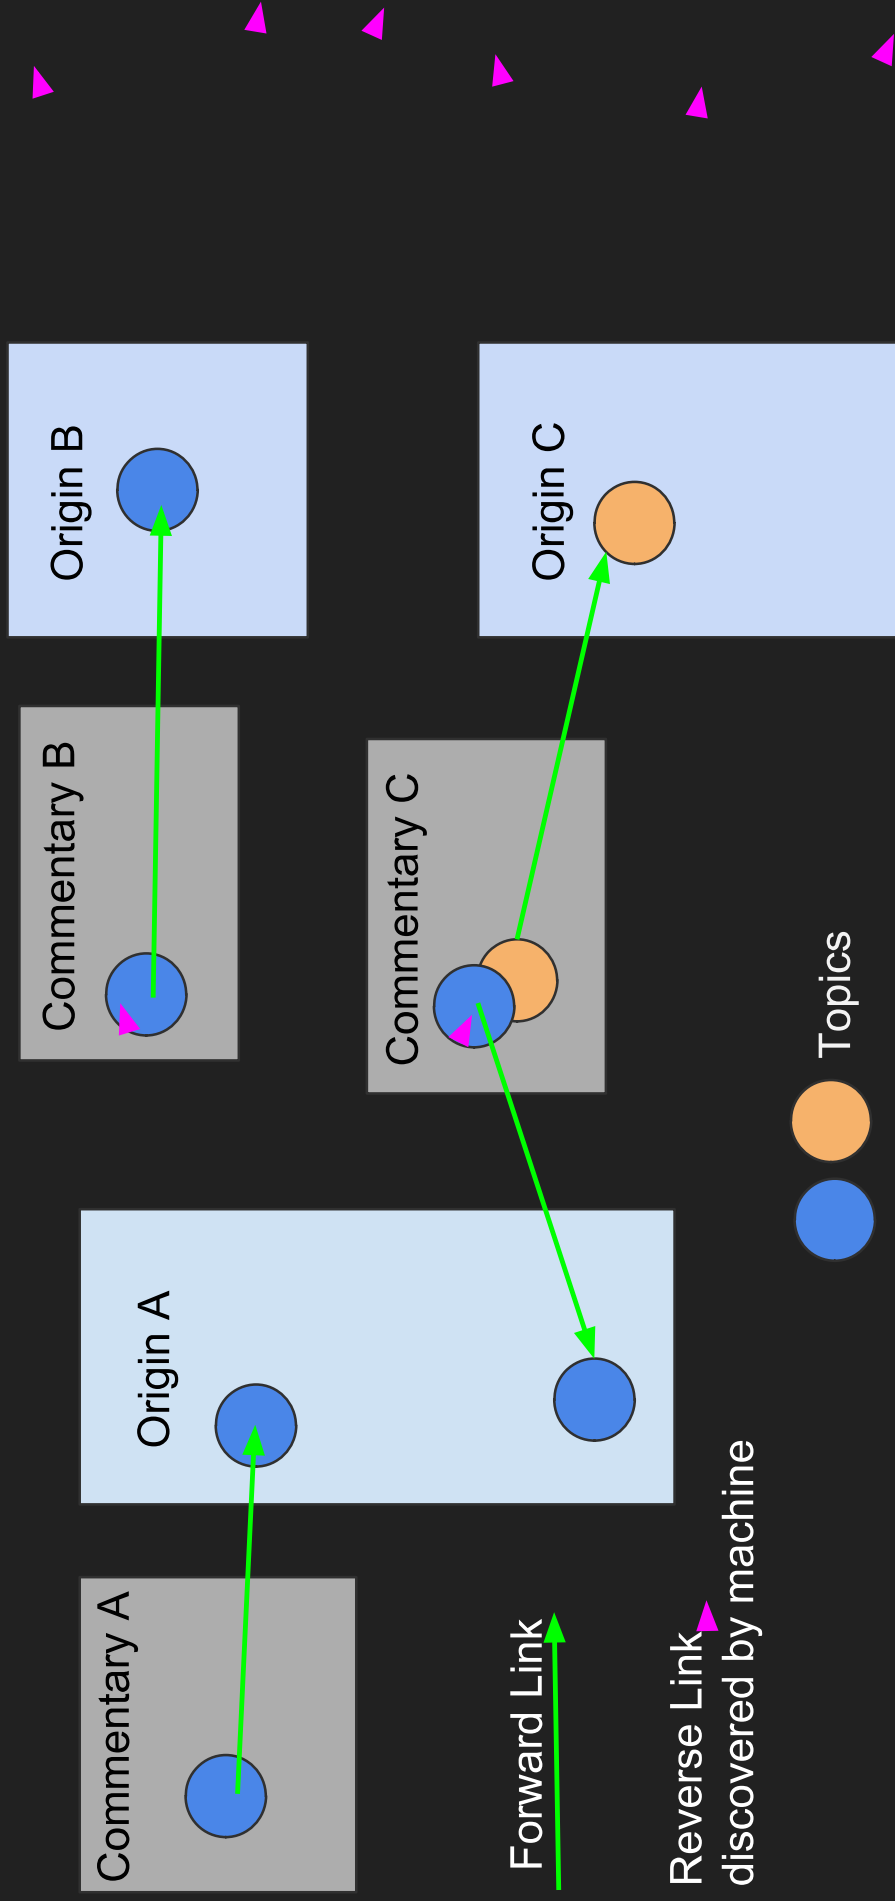 Commentary A
Origin A
Commentary B
Origin B
Commentary C
Origin C
Forward Link
Reverse Link
discovered by machine
Topics